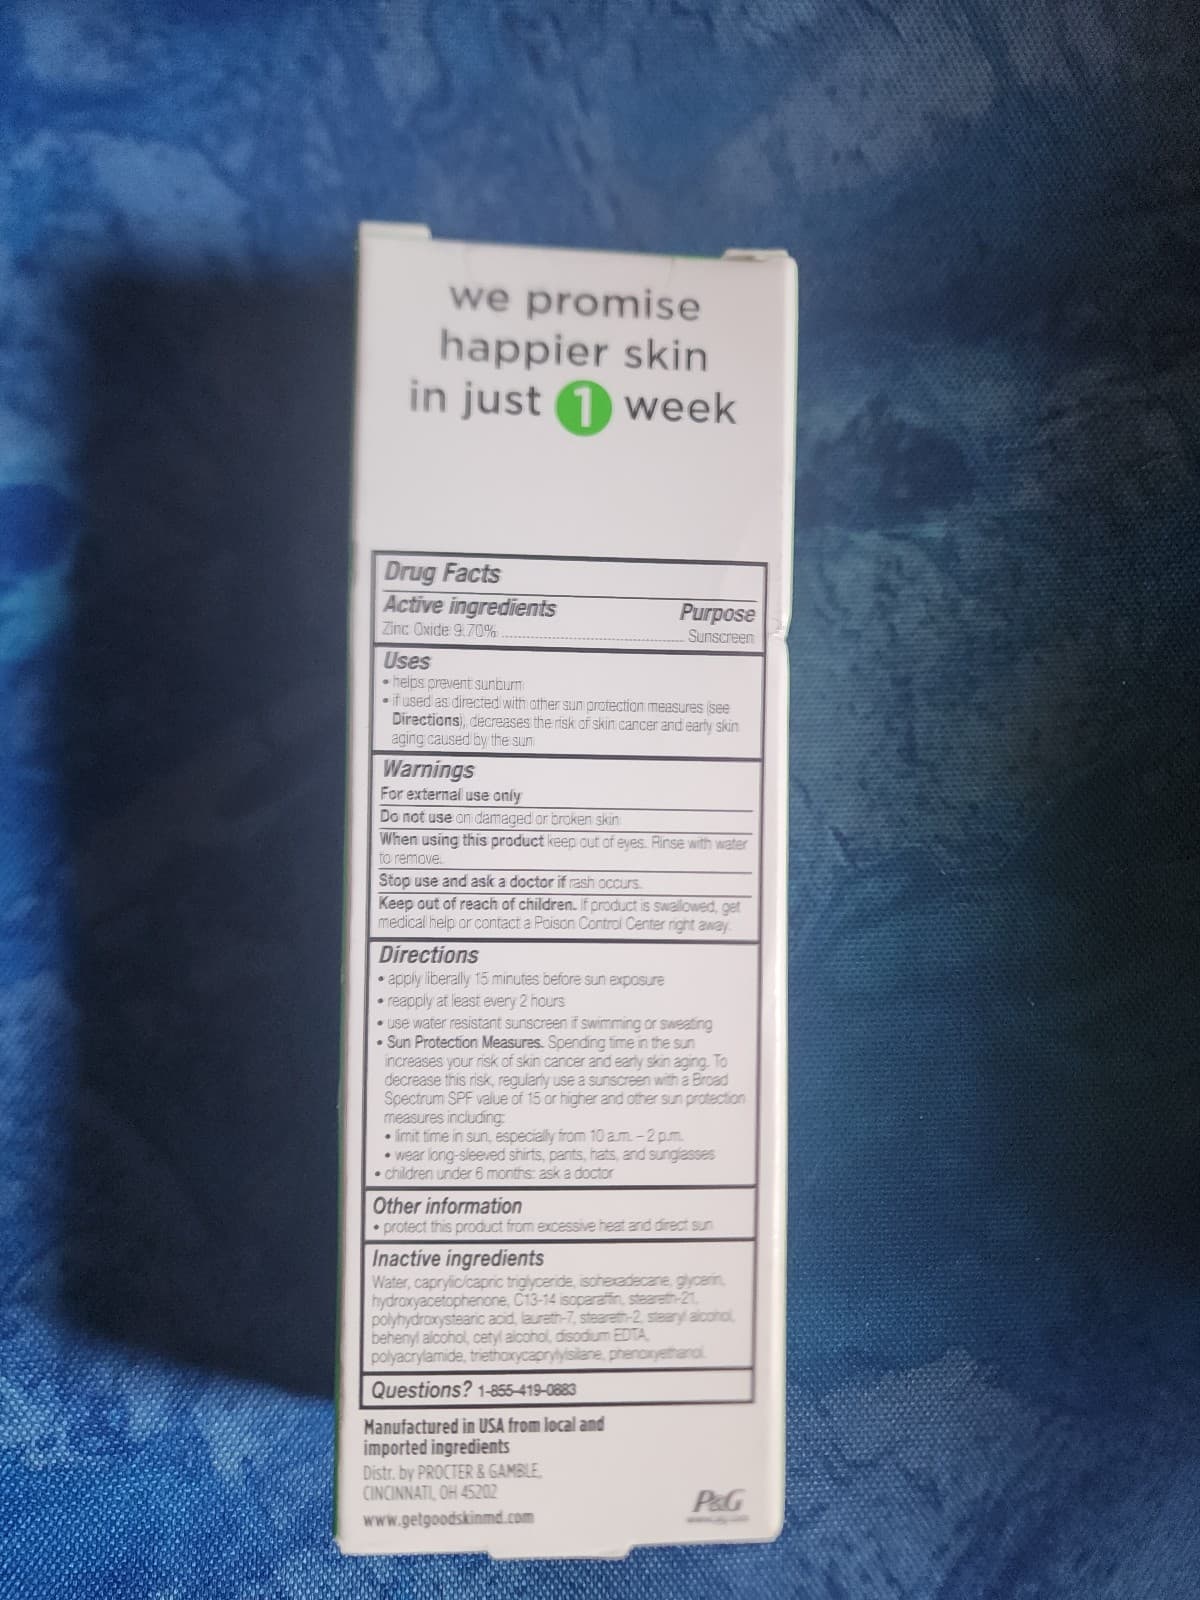 we promise
happier skin
in just 1 week
Drug Facts
Active ingredients Purpose
Zinc Oxide 9.70% ........................................ Sunscreen
Uses
• helps prevent sunburn
• if used as directed with other sun protection measures (see
Directions), decreases the risk of skin cancer and early skin
aging caused by the sun
Warnings
For external use only
Do not use on damaged or broken skin
When using this product keep out of eyes. Rinse with water
to remove.
Stop use and ask a doctor if rash occurs.
Keep out of reach of children. If product is swallowed, get
medical help or contact a Poison Control Center right away.
Directions
• apply liberally 15 minutes before sun exposure
• reapply at least every 2 hours
• use water resistant sunscreen if swimming or sweating
• Sun Protection Measures. Spending time in the sun
increases your risk of skin cancer and early skin aging. To
decrease this risk, regularly use a sunscreen with a Broad
Spectrum SPF value of 15 or higher and other sun protection
measures including:
• limit time in sun, especially from 10 a.m. – 2 p.m.
• wear long-sleeved shirts, pants, hats, and sunglasses
• children under 6 months: ask a doctor
Other information
• protect this product from excessive heat and direct sun
Inactive ingredients
Water, caprylic/capric triglyceride, isohexadecane, glycerin,
hydroxyacetophenone, C13-14 isoparaffin, steareth-21,
polyhydroxystearic acid, laureth-7, steareth-2, stearyl alcohol,
behenyl alcohol, cetyl alcohol, disodium EDTA,
polyacrylamide, triethoxycaprylylsilane, phenoxyethanol.
Questions? 1-855-419-0883
Manufactured in USA from local and
imported ingredients
Distr. by PROCTER & GAMBLE,
CINCINNATI, OH 45202
www.getgoodskinmd.com
P&G